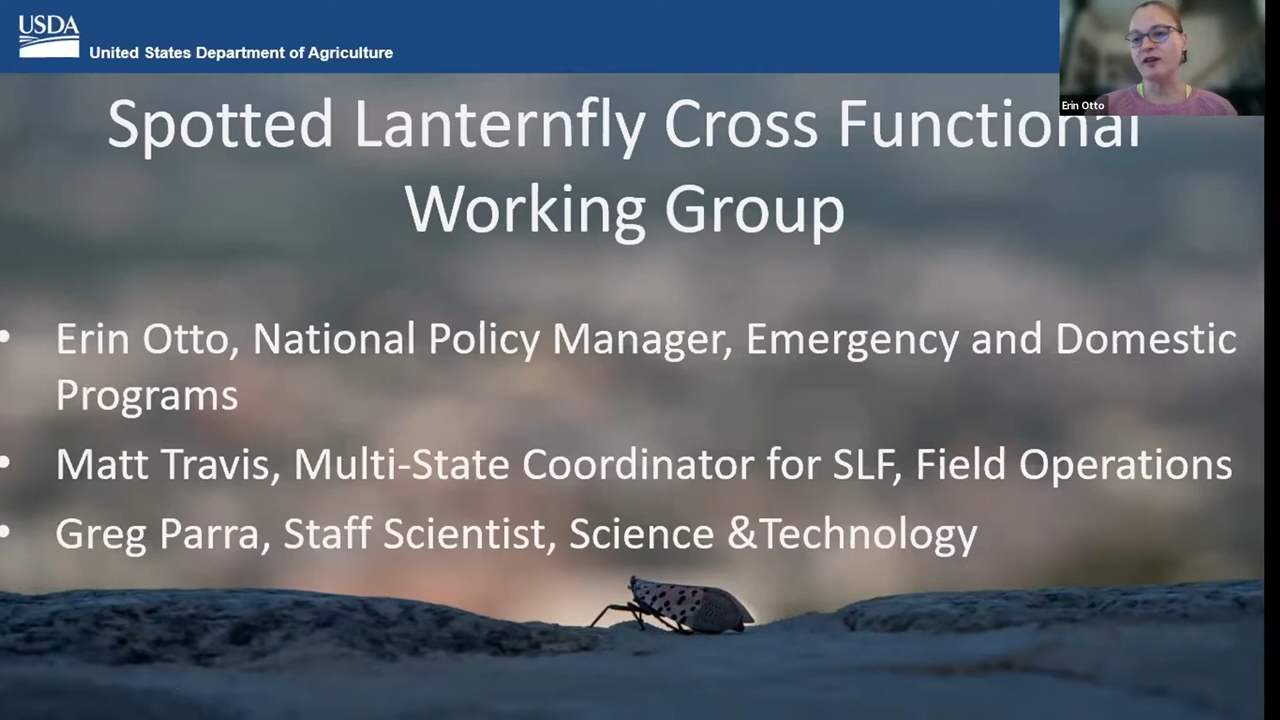 USDA
United States Department of Agriculture
Erin Otto
Spotted Lanternfly Cross Functional
Working Group
• Erin Otto, National Policy Manager, Emergency and Domestic
Programs
• Matt Travis, Multi-State Coordinator for SLF, Field Operations
• Greg Parra, Staff Scientist, Science &Technology